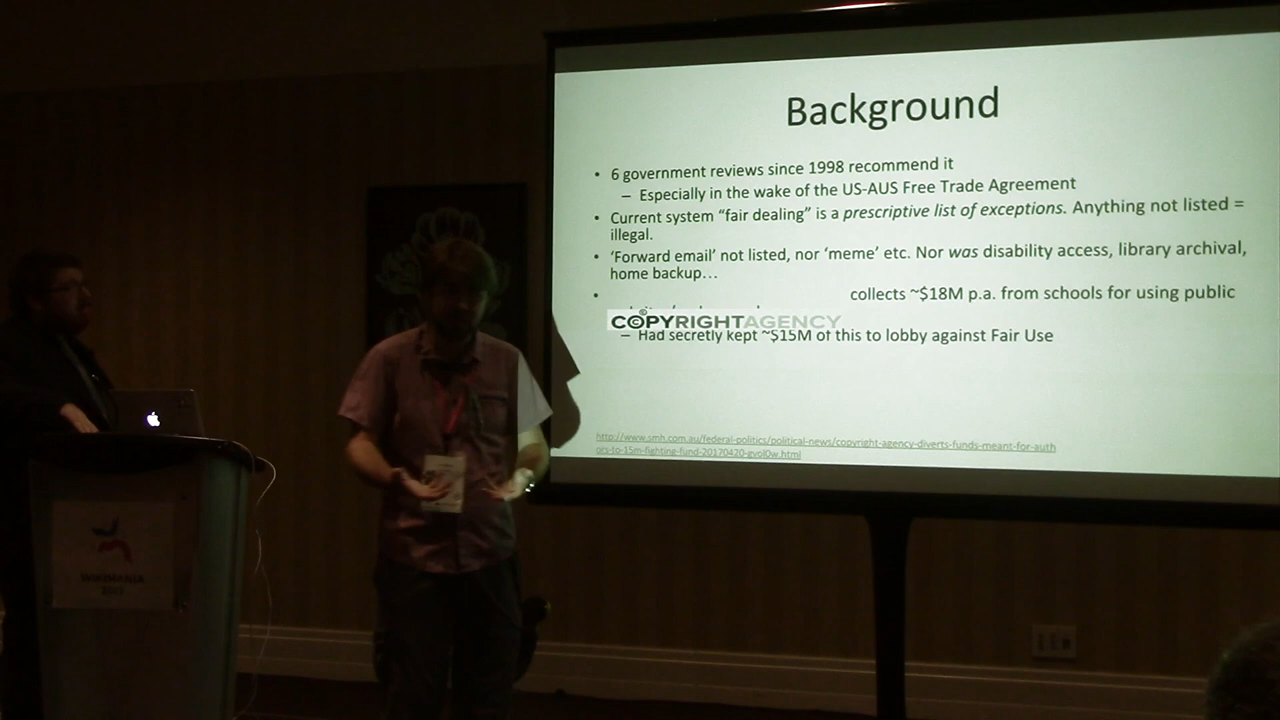 Background
• 6 government reviews since 1998 recommend it
– Especially in the wake of the US-AUS Free Trade Agreement
• Current system “fair dealing” is a prescriptive list of exceptions. Anything not listed =
illegal.
• ‘Forward email’ not listed, nor ‘meme’ etc. Nor was disability access, library archival,
home backup…
• collects ~$18M p.a. from schools for using public
COPYRIGHTAGENCY
– Had secretly kept ~$15M of this to lobby against Fair Use
http://www.smh.com.au/federal-politics/political-news/copyright-agency-diverts-funds-meant-for-auth
ors-to-15m-fighting-fund-20170420-gvol0w.html
WIKIMANIA